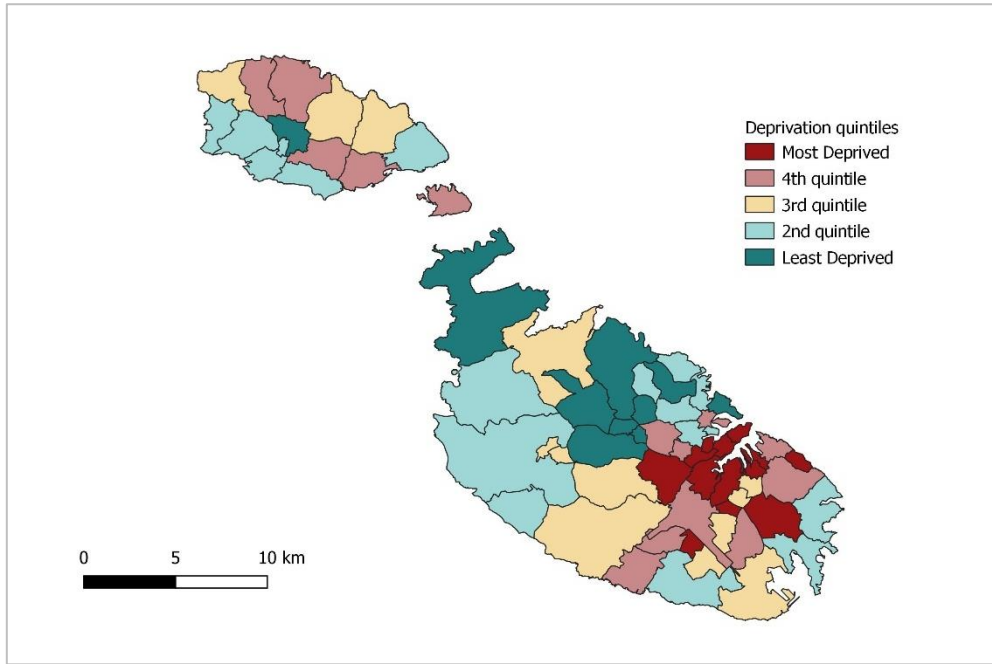 Deprivation quintiles
Most Deprived
4th quintile
3rd quintile
2nd quintile
Least Deprived
0 5 10 km